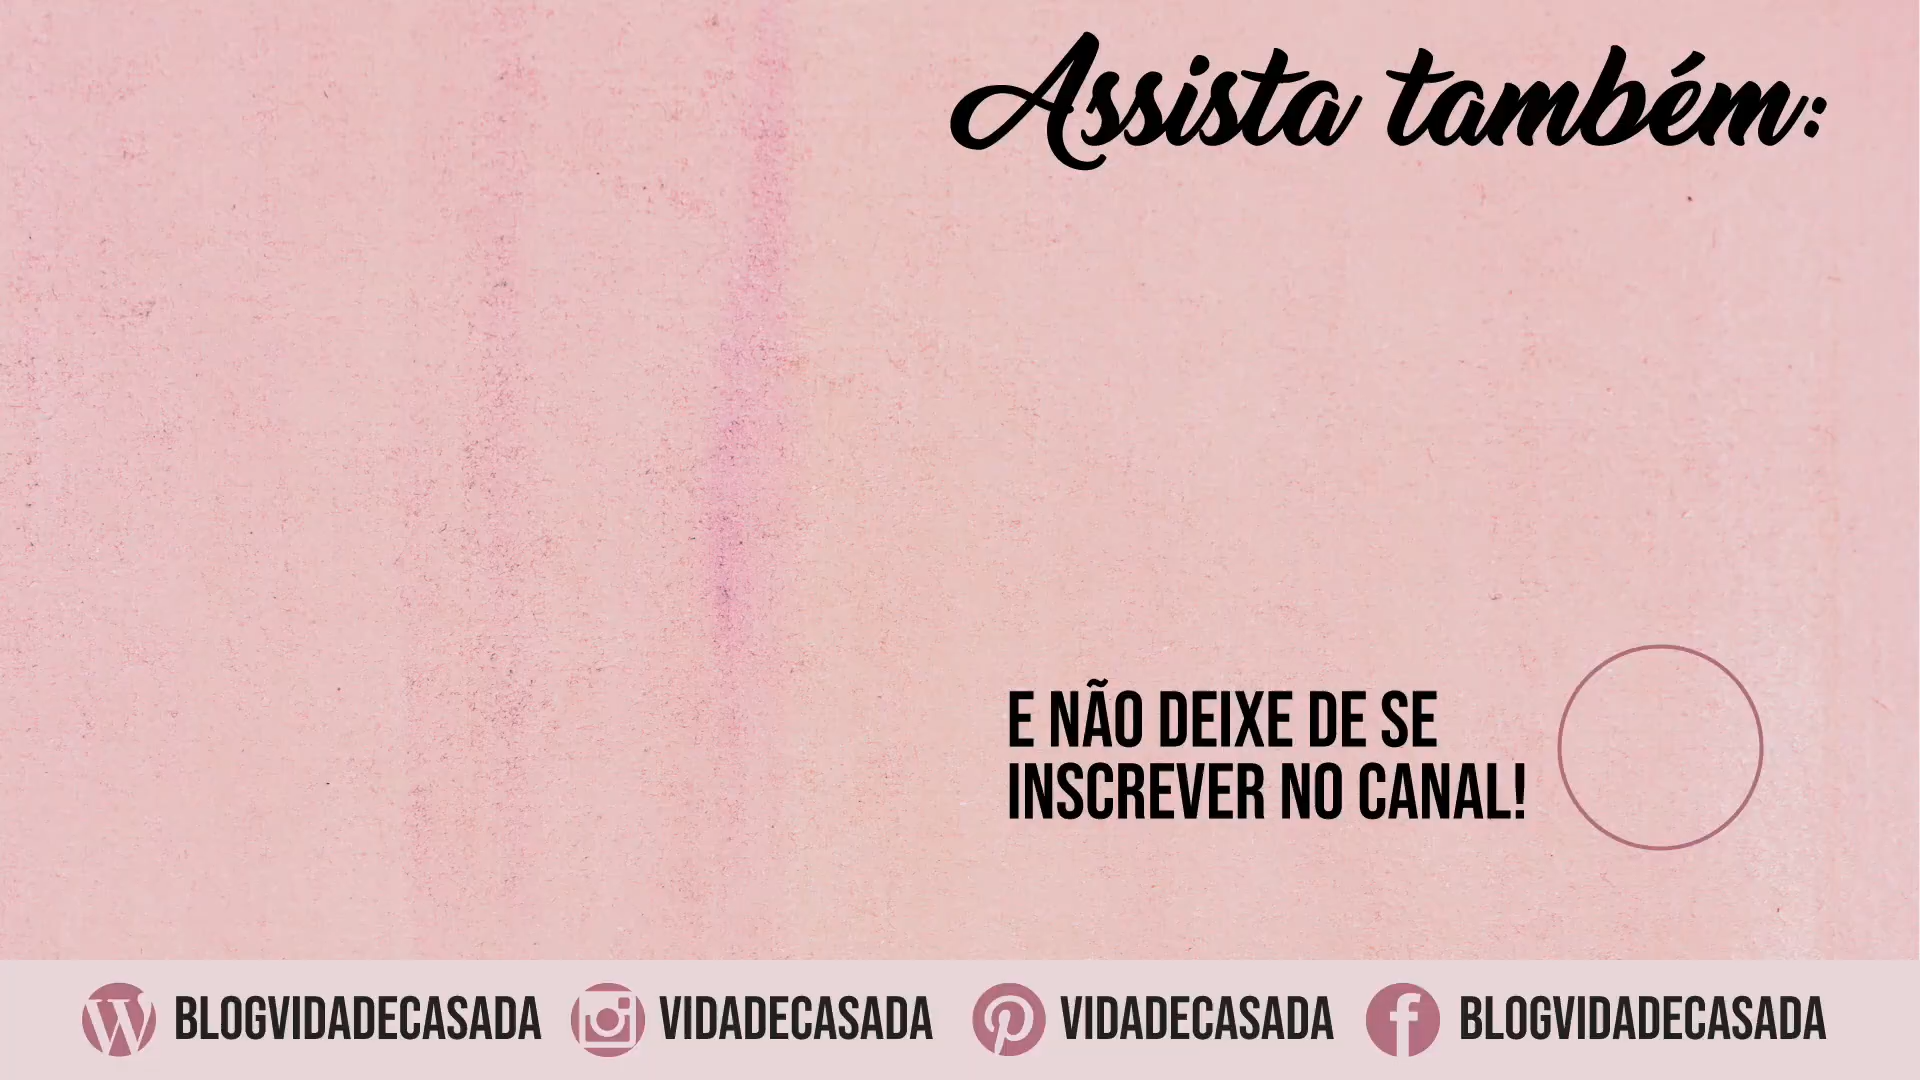 Assista também:
E NÃO DEIXE DE SE
INSCREVER NO CANAL!
BLOGVIDADECASADA VIDADECASADA VIDADECASADA BLOGVIDADECASADA